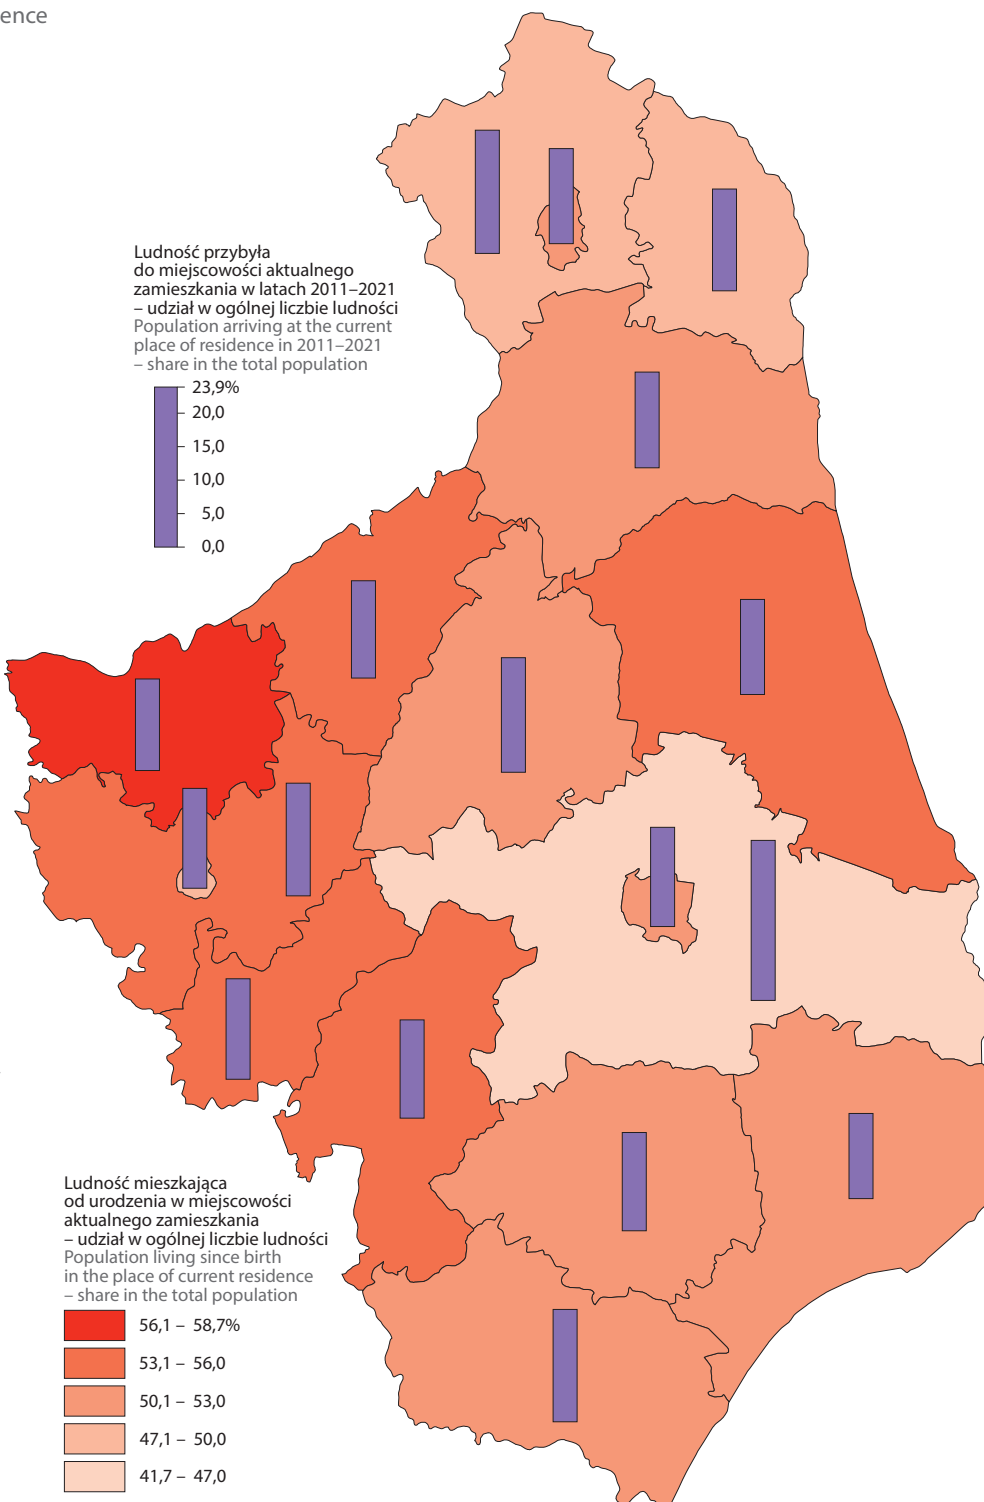 ence
Ludność przybyła
do miejscowości aktualnego
zamieszkania w latach 2011–2021
– udział w ogólnej liczbie ludności
Population arriving at the current
place of residence in 2011–2021
– share in the total population
23,9%
20,0
15,0
10,0
5,0
0,0
Ludność mieszkająca
od urodzenia w miejscowości
aktualnego zamieszkania
– udział w ogólnej liczbie ludności
Population living since birth
in the place of current residence
– share in the total population
56,1 – 58,7%
53,1 – 56,0
50,1 – 53,0
47,1 – 50,0
41,7 – 47,0